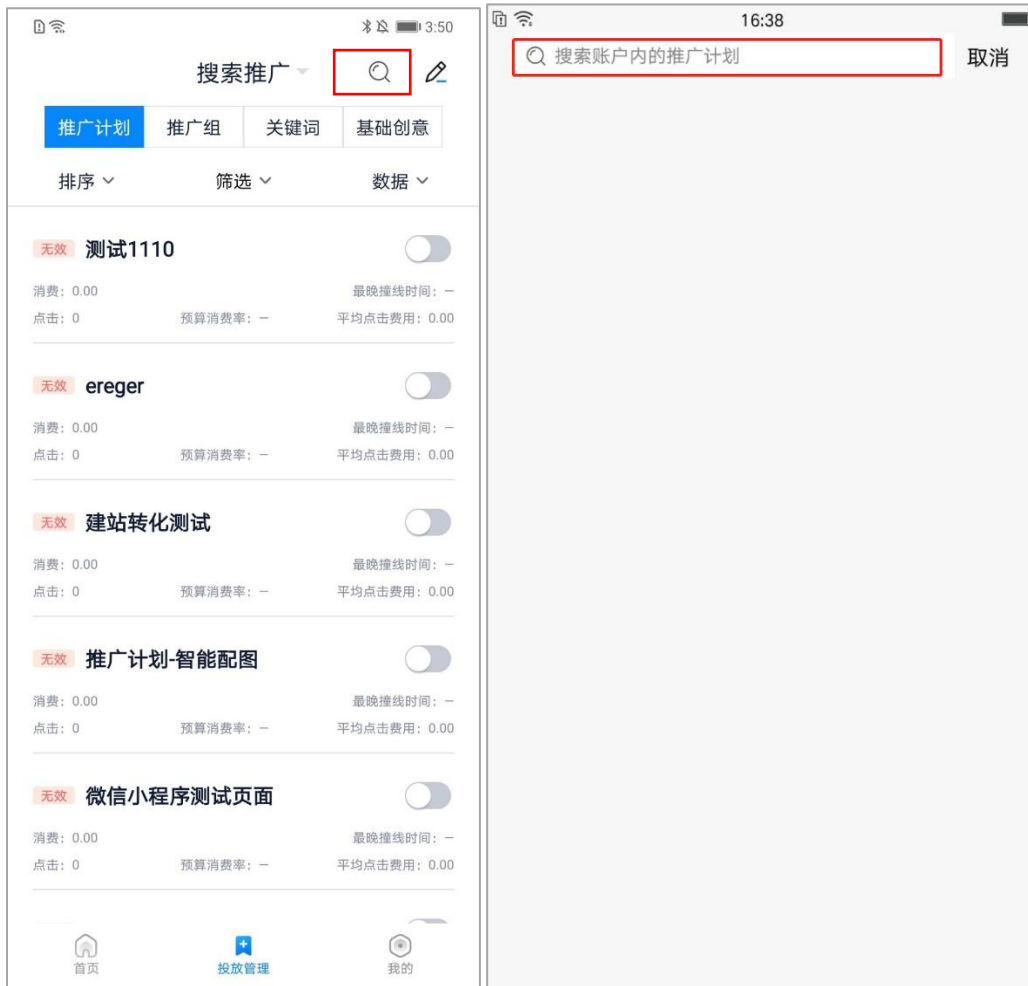 3:50
搜索推广
推广计划 推广组 关键词 基础创意
排序 筛选 数据
无效 测试1110
消费：0.00 最晚撞线时间：—
点击：0 预算消费率：— 平均点击费用：0.00
无效 ereger
消费：0.00 最晚撞线时间：—
点击：0 预算消费率：— 平均点击费用：0.00
无效 建站转化测试
消费：0.00 最晚撞线时间：—
点击：0 预算消费率：— 平均点击费用：0.00
无效 推广计划-智能配图
消费：0.00 最晚撞线时间：—
点击：0 预算消费率：— 平均点击费用：0.00
无效 微信小程序测试页面
消费：0.00 最晚撞线时间：—
点击：0 预算消费率：— 平均点击费用：0.00
首页 投放管理 我的
16:38
搜索账户内的推广计划 取消